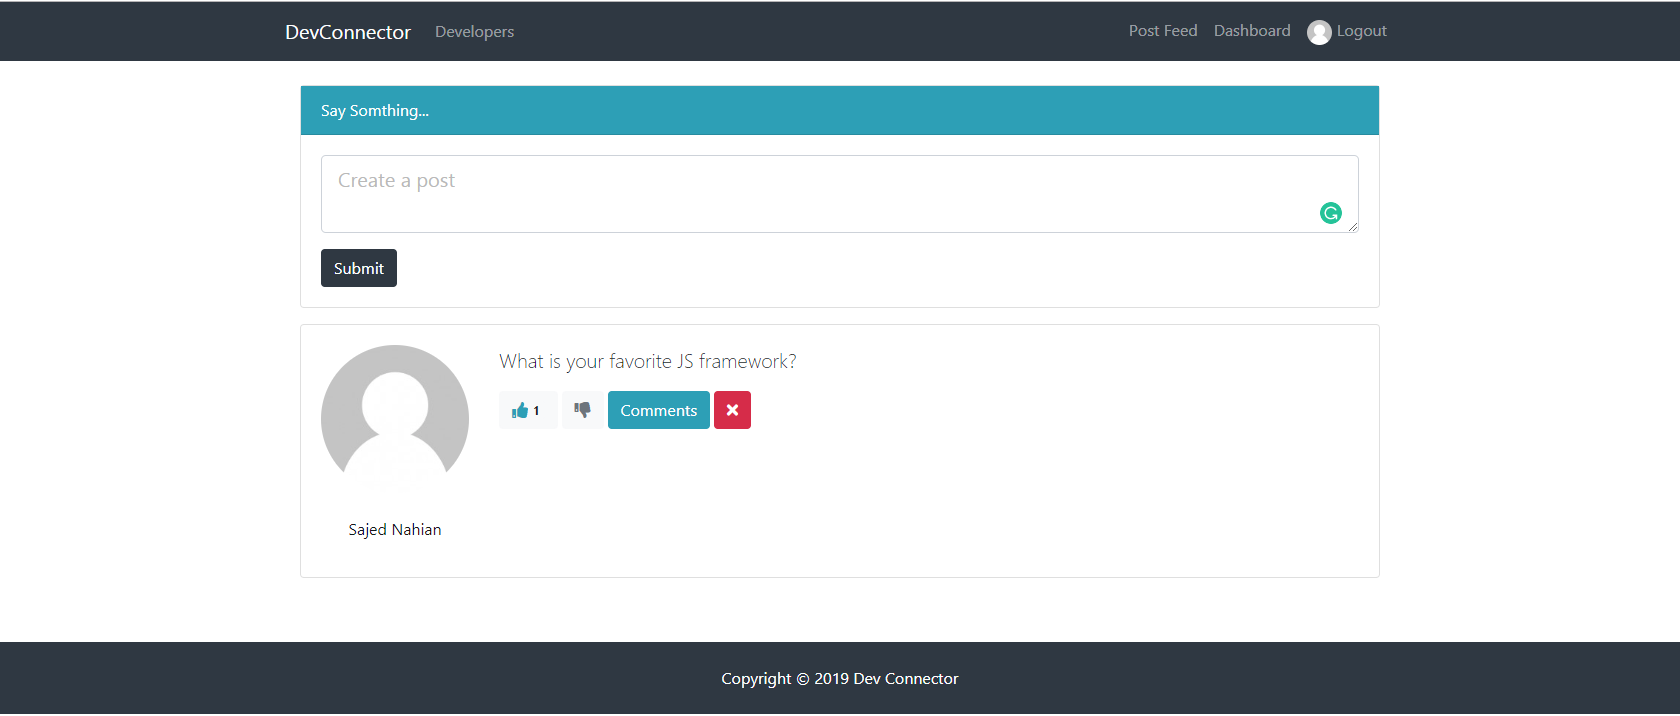 DevConnector Developers Post Feed Dashboard Logout
Say Somthing...
Create a post
Submit
What is your favorite JS framework?
1 Comments
Sajed Nahian
Copyright © 2019 Dev Connector